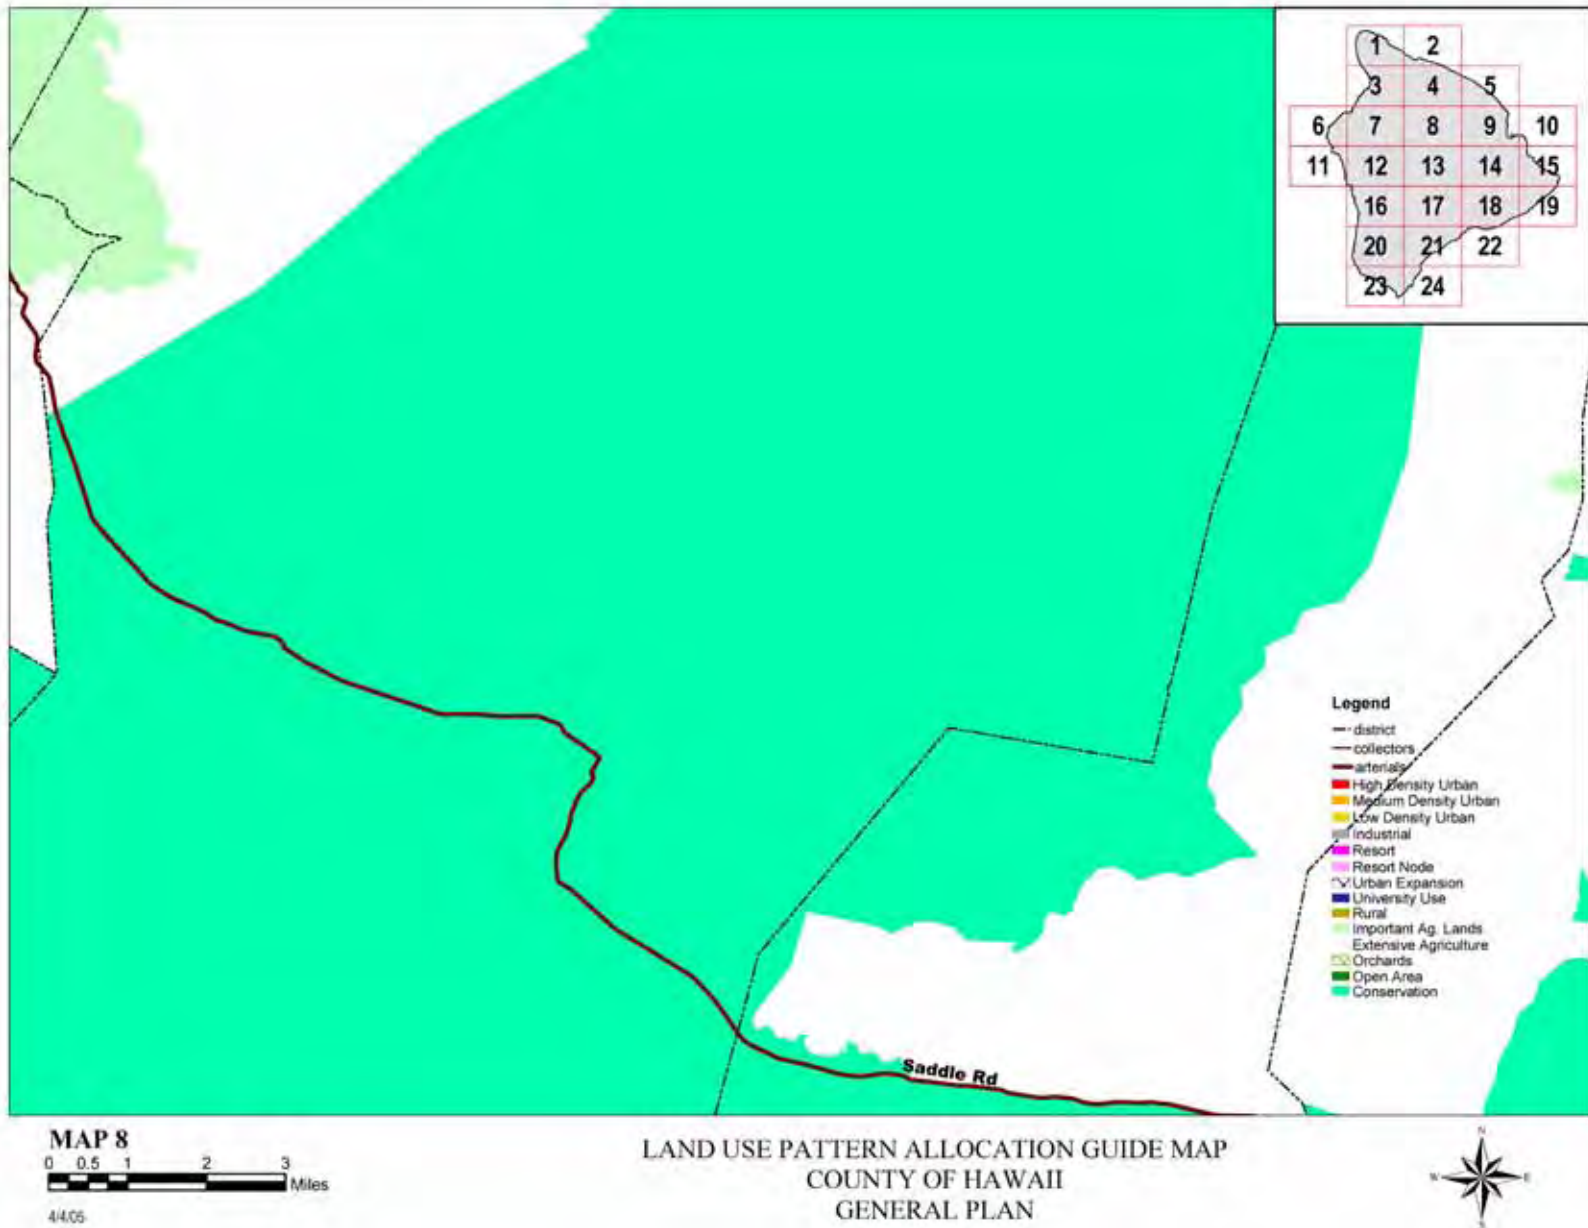 1 2
3 4 5
6 7 8 9 10
11 12 13 14 15
16 17 18 19
20 21 22
23 24
Legend
district
collectors
arterials
High Density Urban
Medium Density Urban
Low Density Urban
Industrial
Resort
Resort Node
Urban Expansion
University Use
Rural
Important Ag. Lands
Extensive Agriculture
Orchards
Open Area
Conservation
Saddle Rd
MAP 8
0 0.5 1 2 3
Miles
4/4/05
LAND USE PATTERN ALLOCATION GUIDE MAP
COUNTY OF HAWAII
GENERAL PLAN
N
W E
S